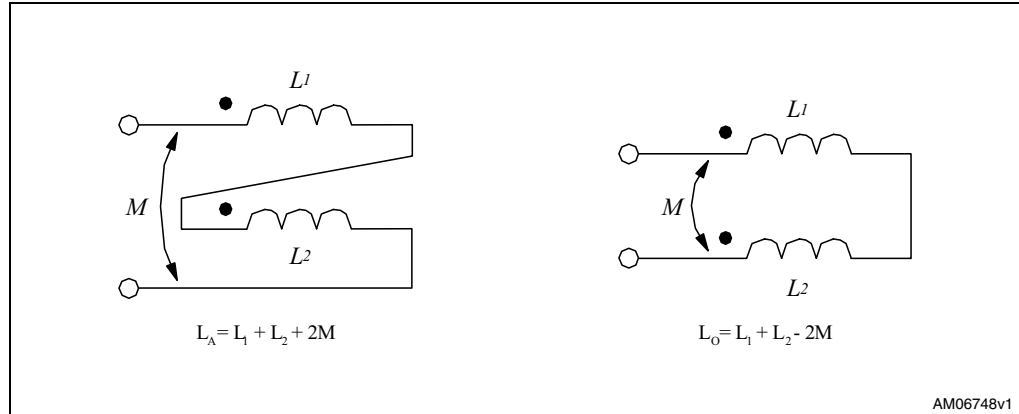 L1
M
L2
LA= L1 + L2 + 2M
L1
M
L2
LO= L1 + L2 - 2M
AM06748v1